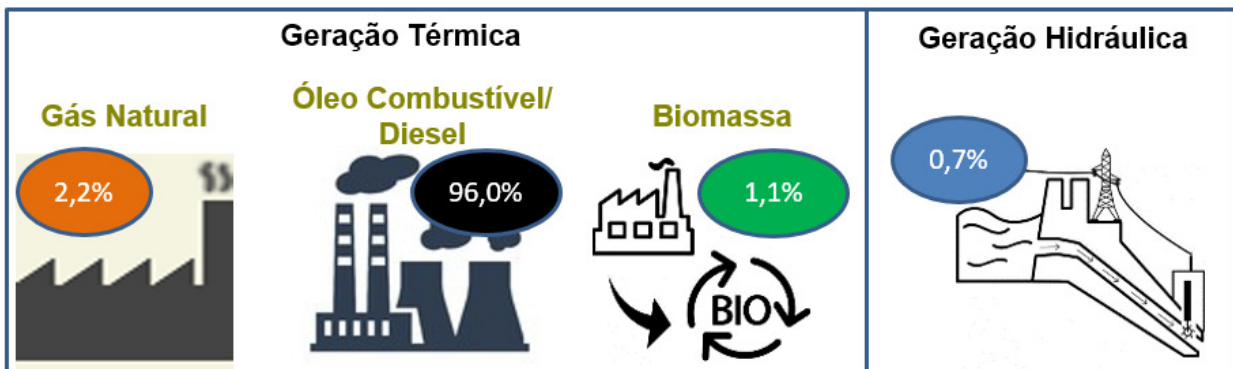 Geração Térmica
Gás Natural
2,2%
Óleo Combustível/
Diesel
96,0%
Biomassa
1,1%
BIO
Geração Hidráulica
0,7%